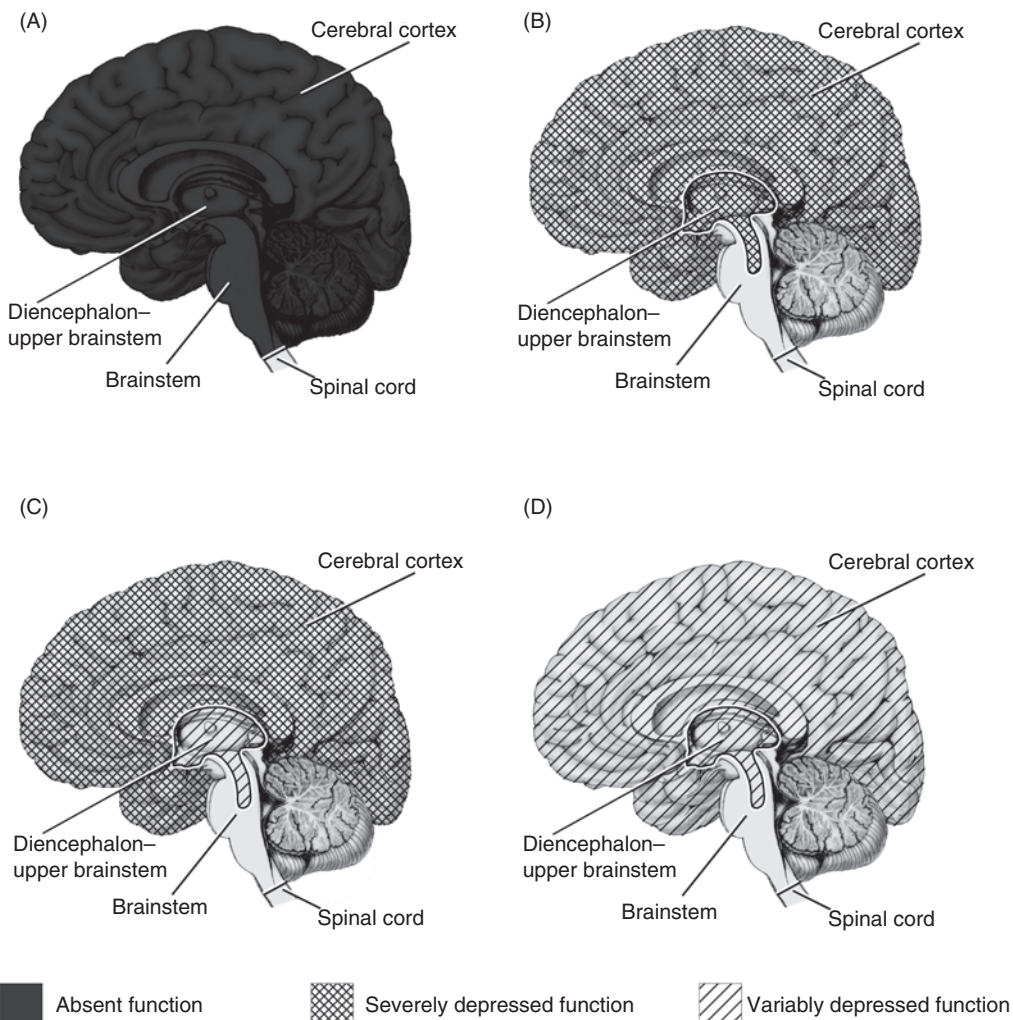 (A)
Cerebral cortex
Diencephalon–
upper brainstem
Brainstem
Spinal cord
(B)
Cerebral cortex
Diencephalon–
upper brainstem
Brainstem
Spinal cord
(C)
Cerebral cortex
Diencephalon–
upper brainstem
Brainstem
Spinal cord
(D)
Cerebral cortex
Diencephalon–
upper brainstem
Brainstem
Spinal cord
Absent function
Severely depressed function
Variably depressed function